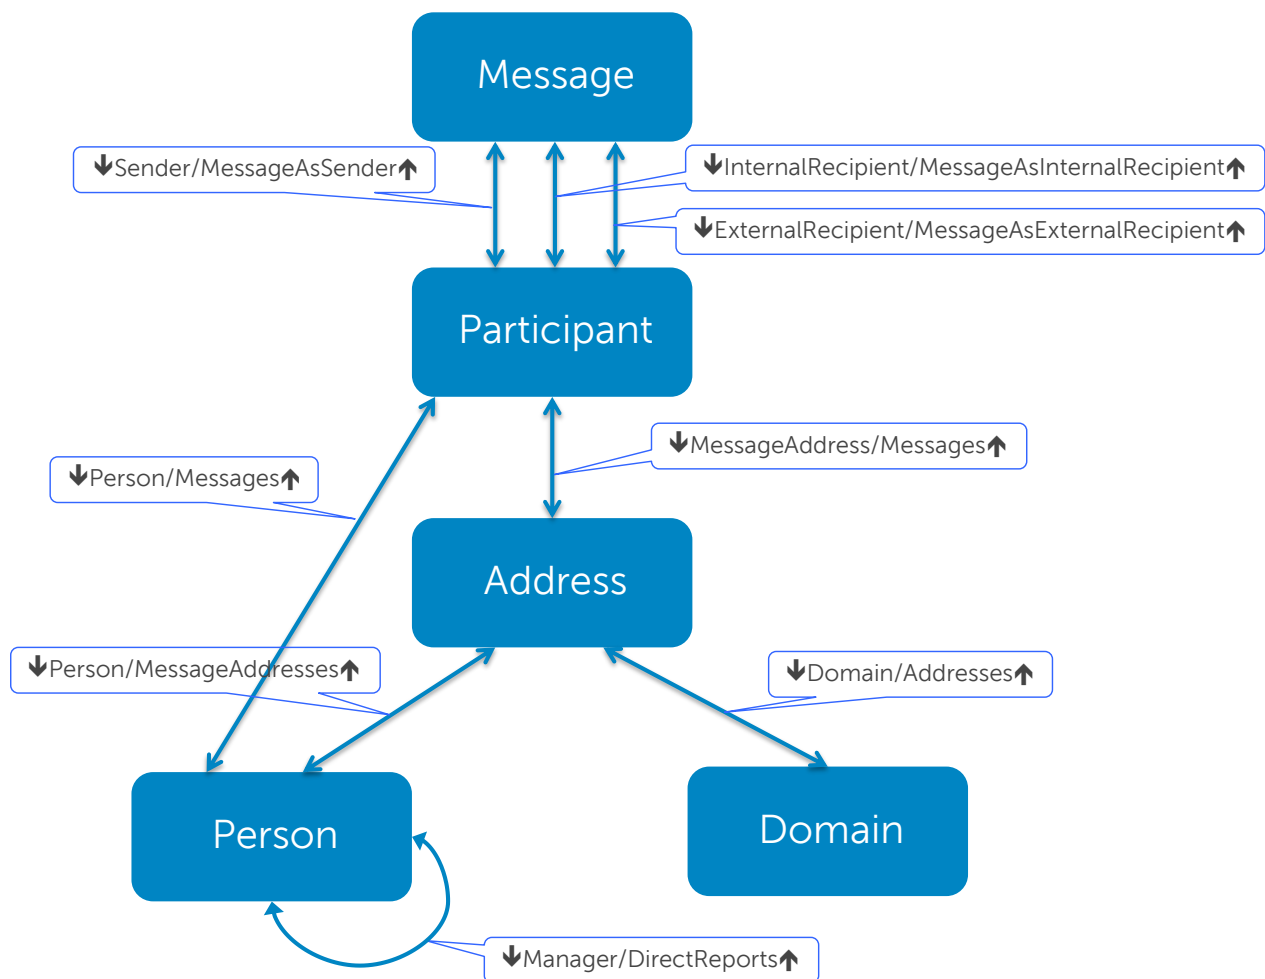 Message
🡫Sender/MessageAsSender🡩
🡫InternalRecipient/MessageAsInternalRecipient🡩
🡫ExternalRecipient/MessageAsExternalRecipient🡩
Participant
🡫MessageAddress/Messages🡩
🡫Person/Messages🡩
Address
🡫Person/MessageAddresses🡩
🡫Domain/Addresses🡩
Person
Domain
🡫Manager/DirectReports🡩